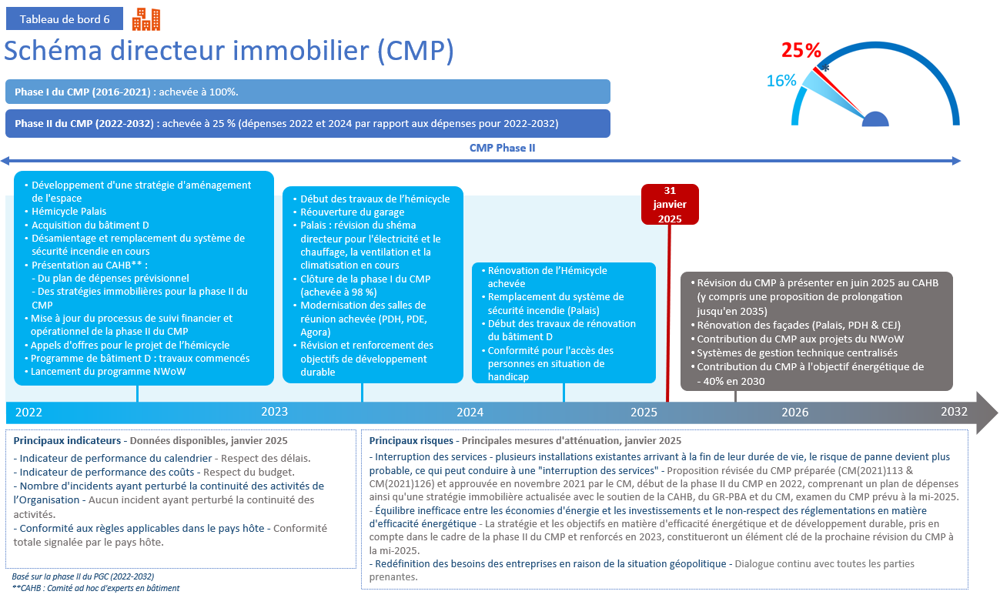 Tableau de bord 6
Schéma directeur immobilier (CMP)
25%
*
16%
Phase I du CMP (2016-2021) : achevée à 100%.
Phase II du CMP (2022-2032) : achevée à 25 % (dépenses 2022 et 2024 par rapport aux dépenses pour 2022-2032)
CMP Phase II
• Développement d'une stratégie d'aménagement
de l'espace
• Hémicycle Palais
• Acquisition du bâtiment D
• Désamientage et remplacement du système de
sécurité incendie en cours
• Présentation au CAHB** :
- Du plan de dépenses prévisionnel
- Des stratégies immobilières pour la phase II du
CMP
• Mise à jour du processus de suivi financier et
opérationnel de la phase II du CMP
• Appels d'offres pour le projet de l'hémicycle
• Programme de bâtiment D : travaux commencés
• Lancement du programme NWoW
• Début des travaux de l'hémicycle
• Réouverture du garage
• Palais : révision du shéma
directeur pour l'électricité et le
chauffage, la ventilation et la
climatisation en cours
• Clôture de la phase I du CMP
(achevée à 98 %)
• Modernisation des salles de
réunion achevée (PDH, PDE,
Agora)
• Révision et renforcement des
objectifs de développement
durable
• Rénovation de l'Hémicycle
achevée
• Remplacement du système de
sécurité incendie (Palais)
• Début des travaux de rénovation
du bâtiment D
• Conformité pour l'accès des
personnes en situation de
handicap
31
janvier
2025
• Révision du CMP à présenter en juin 2025 au CAHB
(y compris une proposition de prolongation
jusqu'en 2035)
• Rénovation des façades (Palais, PDH & CEJ)
• Contribution du CMP aux projets du NWoW
• Systèmes de gestion technique centralisés
• Contribution du CMP à l'objectif énergétique de
- 40% en 2030
2022 2023 2024 2025 2026 2032
Principaux indicateurs - Données disponibles, janvier 2025
- Indicateur de performance du calendrier - Respect des délais.
- Indicateur de performance des coûts - Respect du budget.
- Nombre d'incidents ayant perturbé la continuité des activités de
l'Organisation - Aucun incident ayant perturbé la continuité des
activités.
- Conformité aux règles applicables dans le pays hôte - Conformité
totale signalée par le pays hôte.
Principaux risques - Principales mesures d'atténuation, janvier 2025
- Interruption des services - plusieurs installations existantes arrivant à la fin de leur durée de vie, le risque de panne devient plus
probable, ce qui peut conduire à une "interruption des services" - Proposition révisée du CMP préparée (CM(2021)113 &
CM(2021)126) et approuvée en novembre 2021 par le CM, début de la phase II du CMP en 2022, comprenant un plan de dépenses
ainsi qu'une stratégie immobilière actualisée avec le soutien de la CAHB, du GR-PBA et du CM, examen du CMP prévu à la mi-2025.
- Équilibre inefficace entre les économies d'énergie et les investissements et le non-respect des réglementations en matière
d'efficacité énergétique - La stratégie et les objectifs en matière d'efficacité énergétique et de développement durable, pris en
compte dans le cadre de la phase II du CMP et renforcés en 2023, constitueront un élément clé de la prochaine révision du CMP à
la mi-2025.
- Redéfinition des besoins des entreprises en raison de la situation géopolitique - Dialogue continu avec toutes les parties
prenantes.
Basé sur la phase II du PGC (2022-2032)
**CAHB : Comité ad hoc d'experts en bâtiment